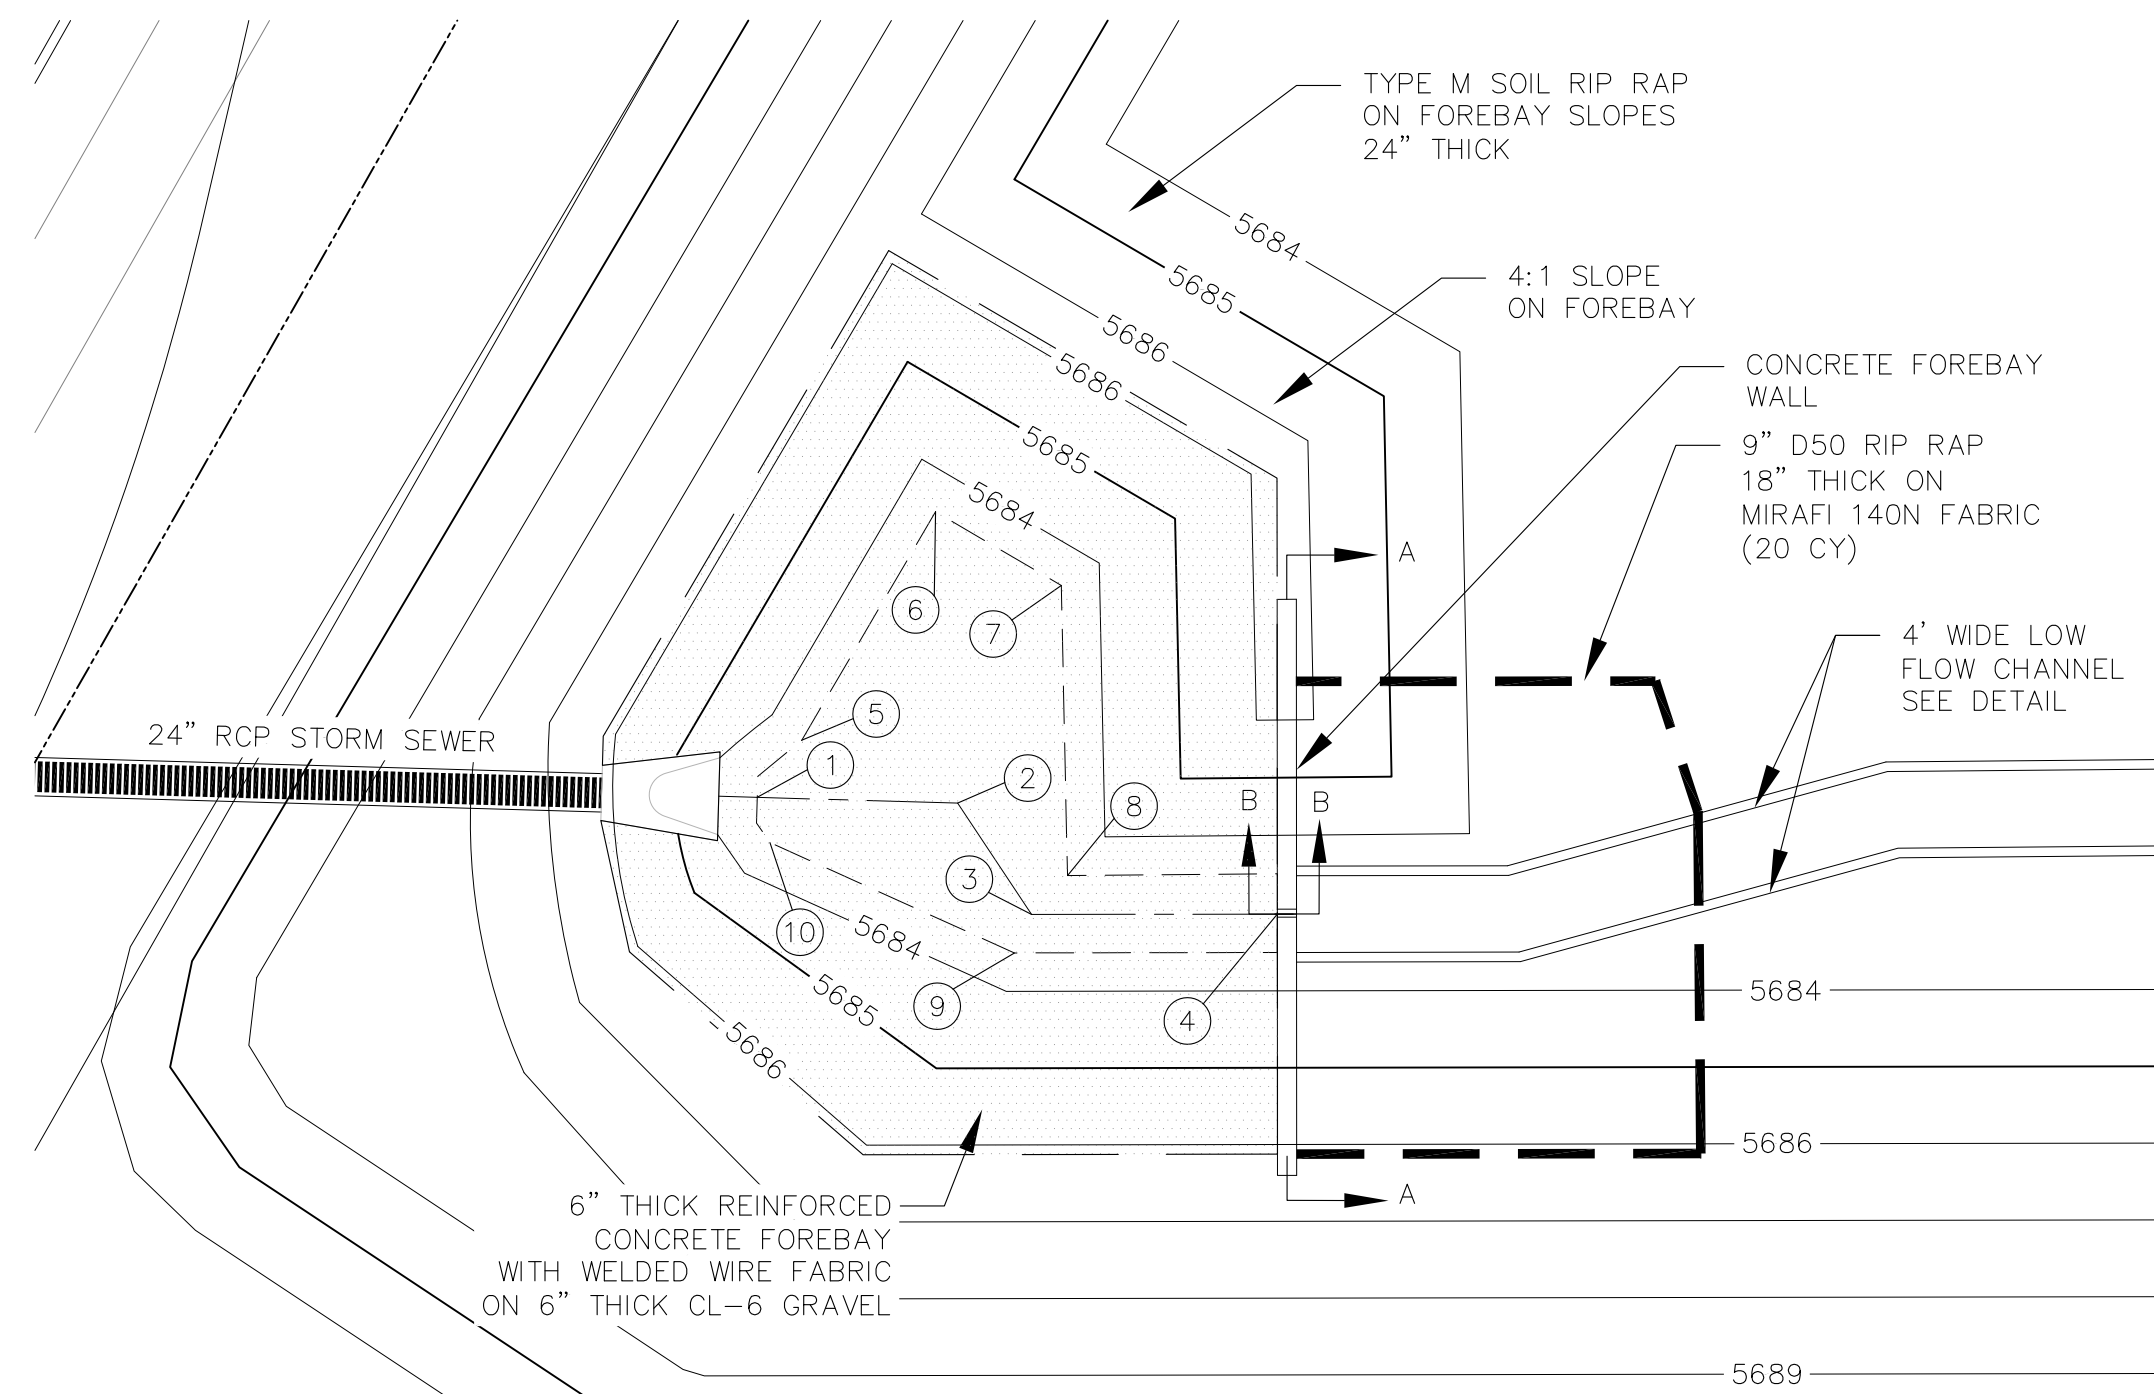 TYPE M SOIL RIP RAP
ON FOREBAY SLOPES
24" THICK
5684
4:1 SLOPE
ON FOREBAY
5685
5686
5686
CONCRETE FOREBAY
WALL
9" D50 RIP RAP
18" THICK ON
MIRAFI 140N FABRIC
(20 CY)
5685
5684
A
6
7
4' WIDE LOW
FLOW CHANNEL
SEE DETAIL
5
24" RCP STORM SEWER
1
2
8
B
B
3
10
5684
9
4
5685
5684
5686
5686
6" THICK REINFORCED
CONCRETE FOREBAY
WITH WELDED WIRE FABRIC
ON 6" THICK CL-6 GRAVEL
A
5689